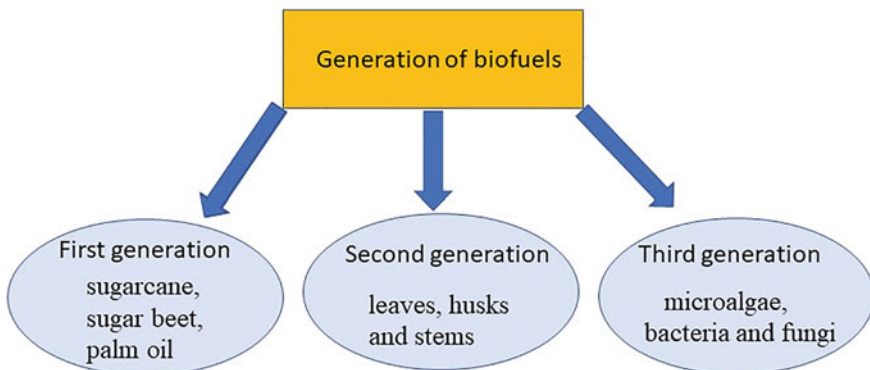 Generation of biofuels
First generation
sugarcane,
sugar beet,
palm oil
Second generation
leaves, husks
and stems
Third generation
microalgae,
bacteria and fungi